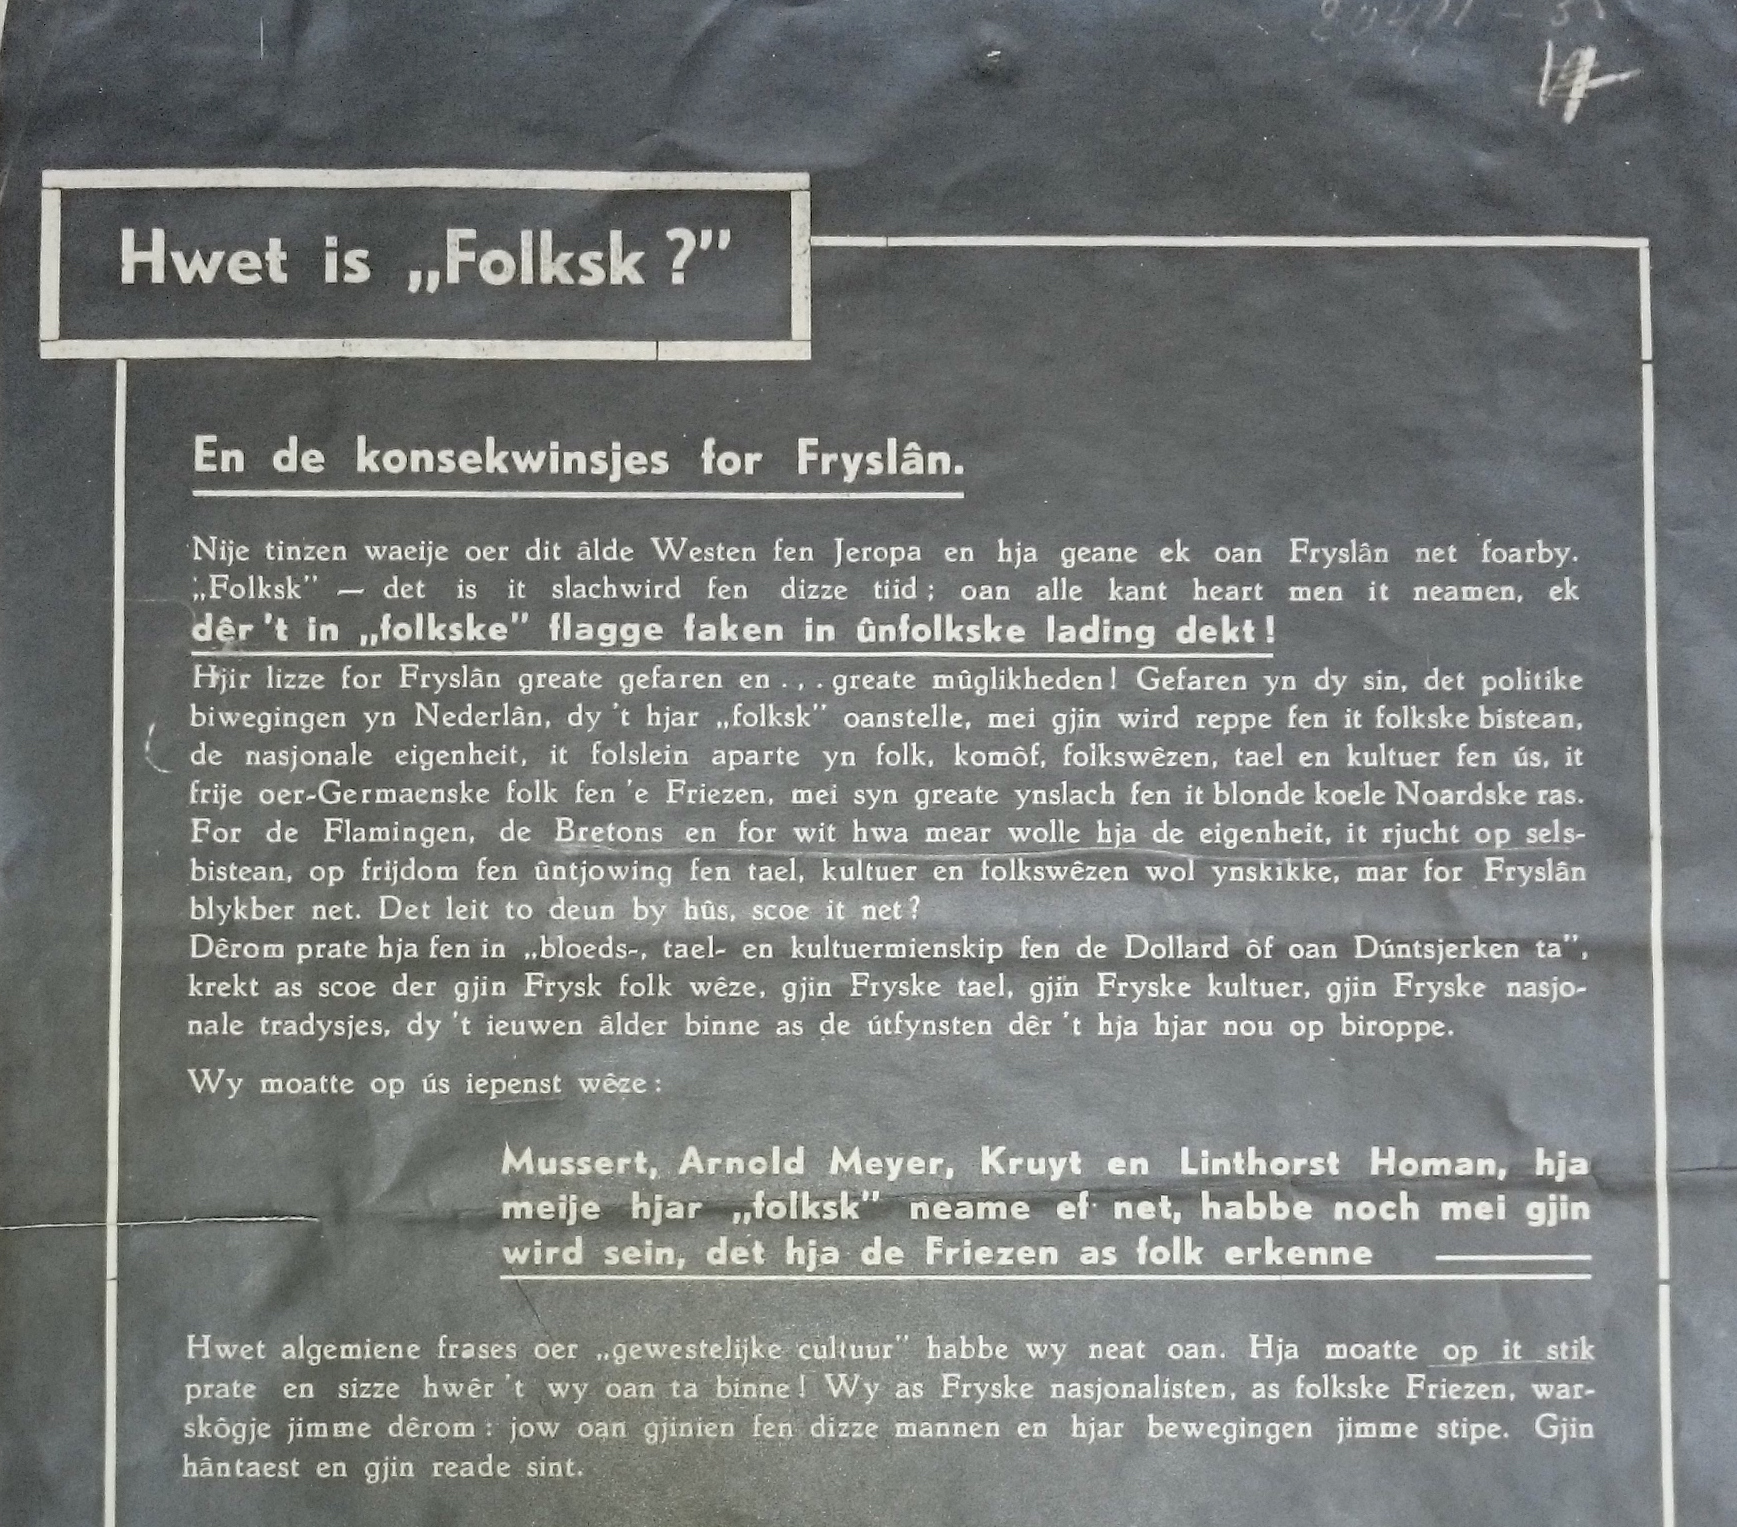 Hwet is „Folksk ?”
En de konsekwinsjes for Fryslân.
Nije tinzen waeije oer dit âlde Westen fen Jeropa en hja geane ek oan Fryslân net foarby.
„Folksk” — det is it slachwird fen dizze tiid ; oan alle kant heart men it neamen, ek
dêr 't in „folkske” flagge faken in ûnfolkske lading dekt !
Hjir lizze for Fryslân greate gefaren en . , . greate mûglikheden ! Gefaren yn dy sin, det politike
biwegingen yn Nederlân, dy 't hjar „folksk” oanstelle, mei gjin wird reppe fen it folkske bistean,
de nasjonale eigenheit, it folslein aparte yn folk, komôf, folkswêzen, tael en kultuer fen ús, it
frije oer-Germaenske folk fen 'e Friezen, mei syn greate ynslach fen it blonde koele Noardske ras.
For de Flamingen, de Bretons en for wit hwa mear wolle hja de eigenheit, it rjucht op sels-
bistean, op frijdom fen ûntjowing fen tael, kultuer en folkswêzen wol ynskikke, mar for Fryslân
blykber net. Det leit to deun by hûs, scoe it net ?
Dêrom prate hja fen in „bloeds-, tael- en kultuermienskip fen de Dollard ôf oan Dúntsjerken ta”,
krekt as scoe der gjin Frysk folk wêze, gjin Fryske tael, gjin Fryske kultuer, gjin Fryske nasjo-
nale tradysjes, dy 't ieuwen âlder binne as de útfynsten dêr 't hja hjar nou op biroppe.
Wy moatte op ús iepenst wêze :
Mussert, Arnold Meyer, Kruyt en Linthorst Homan, hja
meije hjar „folksk” neame ef net, habbe noch mei gjin
wird sein, det hja de Friezen as folk erkenne
Hwet algemiene frases oer „gewestelijke cultuur” habbe wy neat oan. Hja moatte op it stik
prate en sizze hwêr 't wy oan ta binne ! Wy as Fryske nasjonalisten, as folkske Friezen, war-
skôgje jimme dêrom : jow oan gjinien fen dizze mannen en hjar bewegingen jimme stipe. Gjin
hântaest en gjin reade sint.